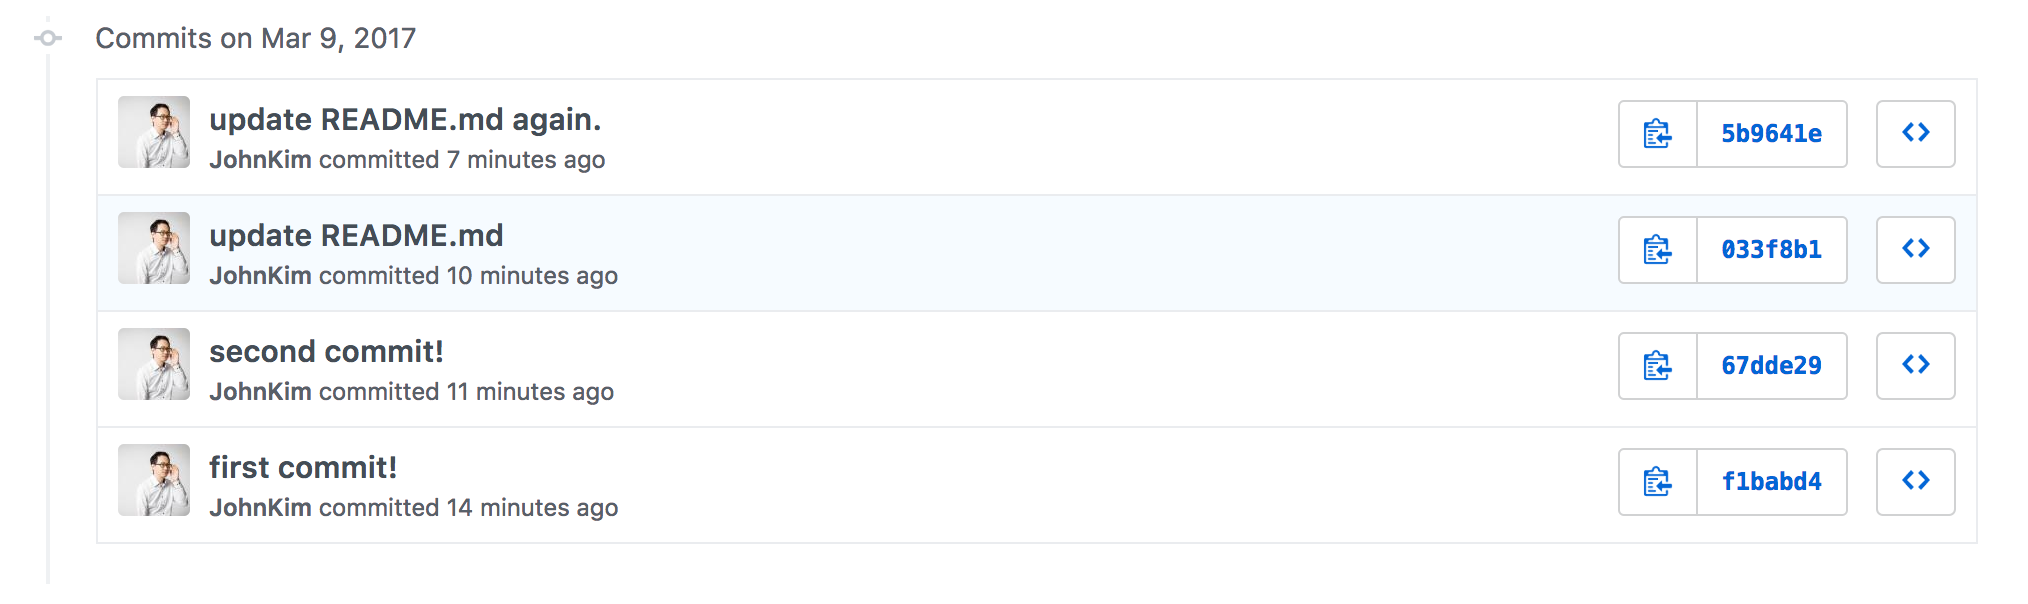 Commits on Mar 9, 2017
update README.md again.
JohnKim committed 7 minutes ago
5b9641e
update README.md
JohnKim committed 10 minutes ago
033f8b1
second commit!
JohnKim committed 11 minutes ago
67dde29
first commit!
JohnKim committed 14 minutes ago
f1babd4